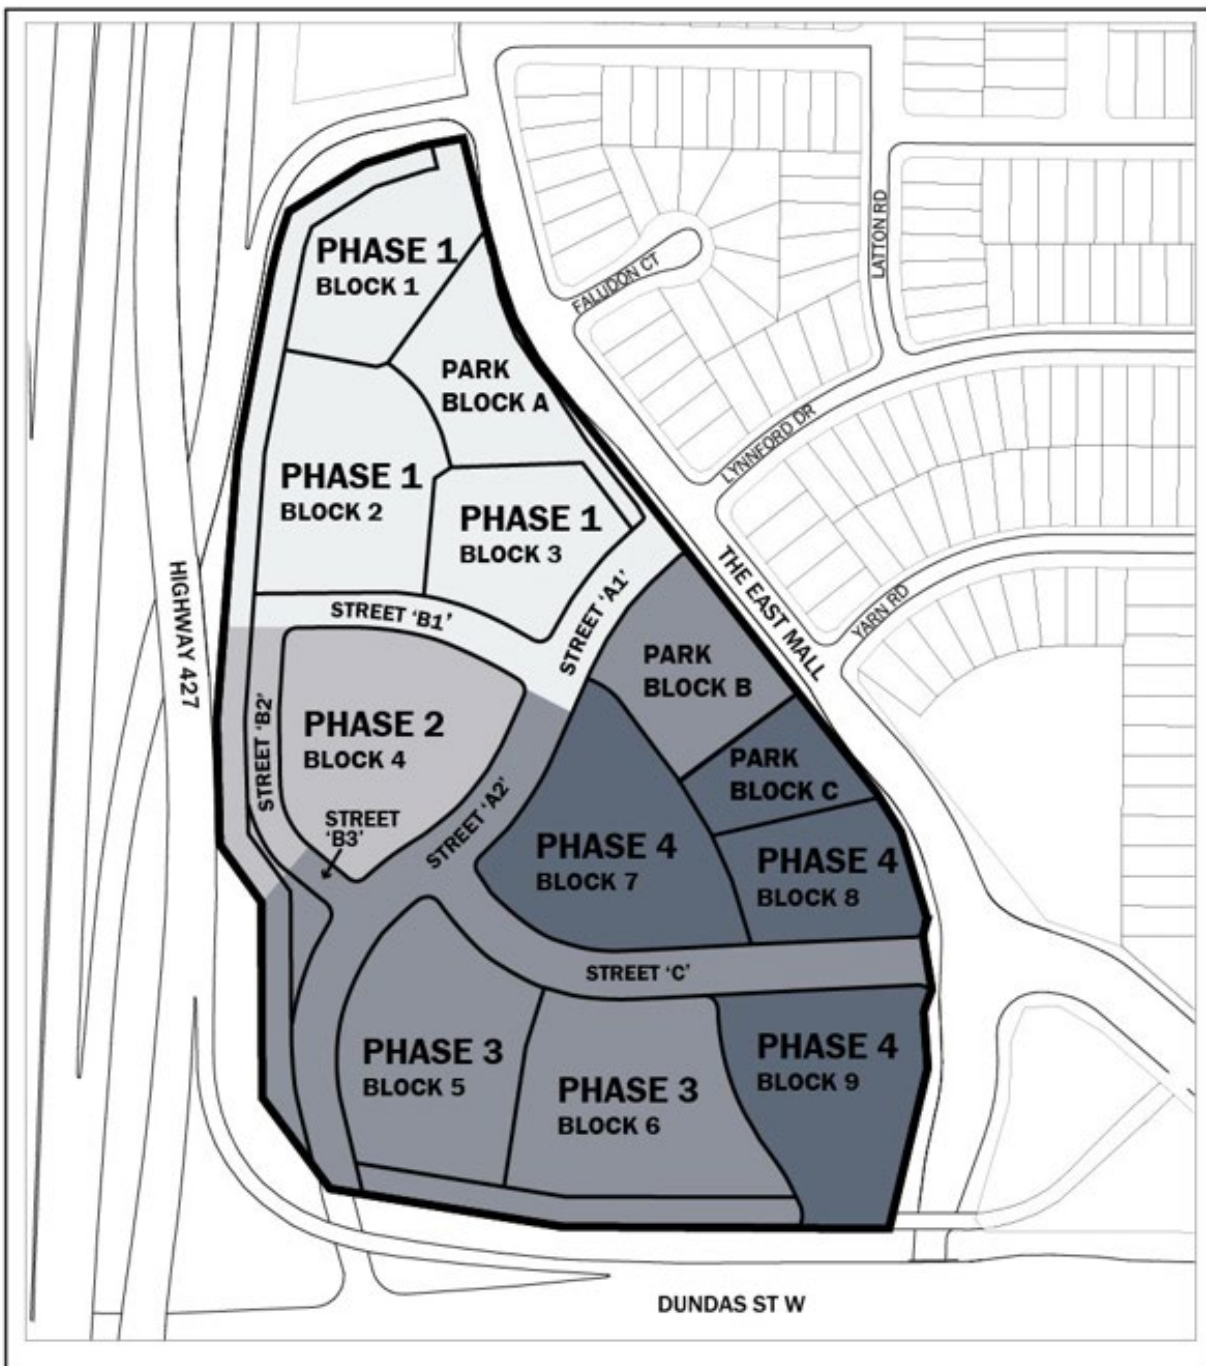 LATTON RD
PHASE 1
BLOCK 1
FALUDON CT
PARK
BLOCK A
LYNNFORD DR
PHASE 1
BLOCK 2
PHASE 1
BLOCK 3
HIGHWAY 427
STREET 'B1'
STREET 'A1'
THE EAST MALL
YARN RD
PARK
BLOCK B
STREET 'B2'
PHASE 2
BLOCK 4
PARK
BLOCK C
STREET
'B3'
STREET 'A2'
PHASE 4
BLOCK 7
PHASE 4
BLOCK 8
STREET 'C'
PHASE 3
BLOCK 5
PHASE 3
BLOCK 6
PHASE 4
BLOCK 9
DUNDAS ST W